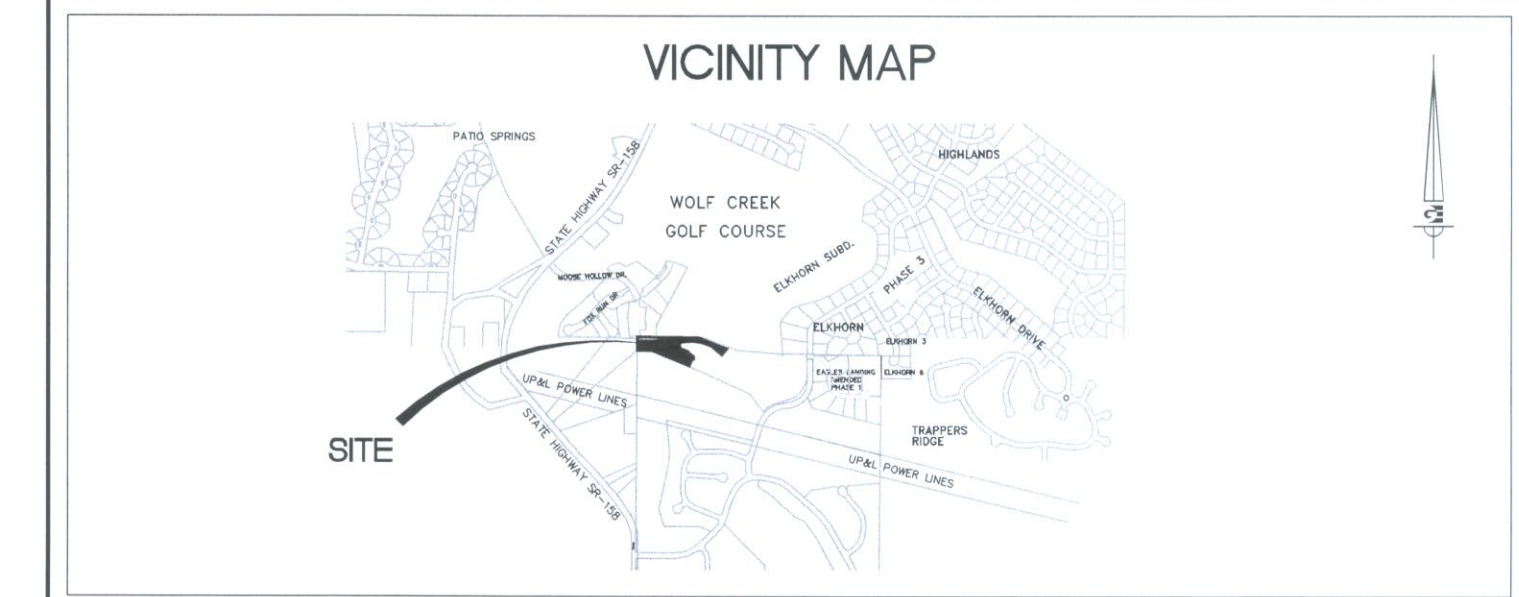 VICINITY MAP
PATIO SPRINGS
STATE HIGHWAY SR-158
HIGHLANDS
WOLF CREEK
GOLF COURSE
ELKHORN SUBD.
PHASE 3
MOOSE HOLLOW DR.
FOX RUN DR
ELKHORN DRIVE
ELKHORN
ELKHORN 3
EAGLES LANDING
AMENDED
PHASE 1
ELKHORN 6
UP&L POWER LINES
SITE
STATE HIGHWAY SR-158
TRAPPERS
RIDGE
UP&L POWER LINES